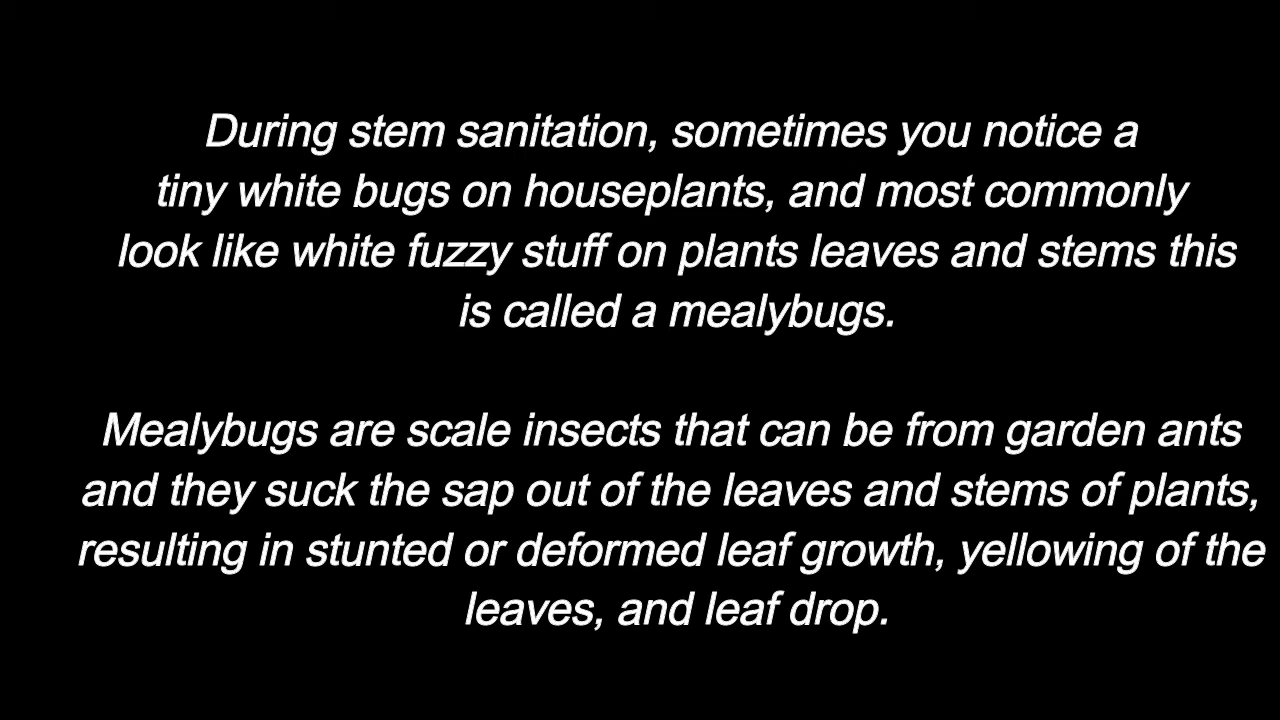 During stem sanitation, sometimes you notice a
tiny white bugs on houseplants, and most commonly
look like white fuzzy stuff on plants leaves and stems this
is called a mealybugs.
Mealybugs are scale insects that can be from garden ants
and they suck the sap out of the leaves and stems of plants,
resulting in stunted or deformed leaf growth, yellowing of the
leaves, and leaf drop.